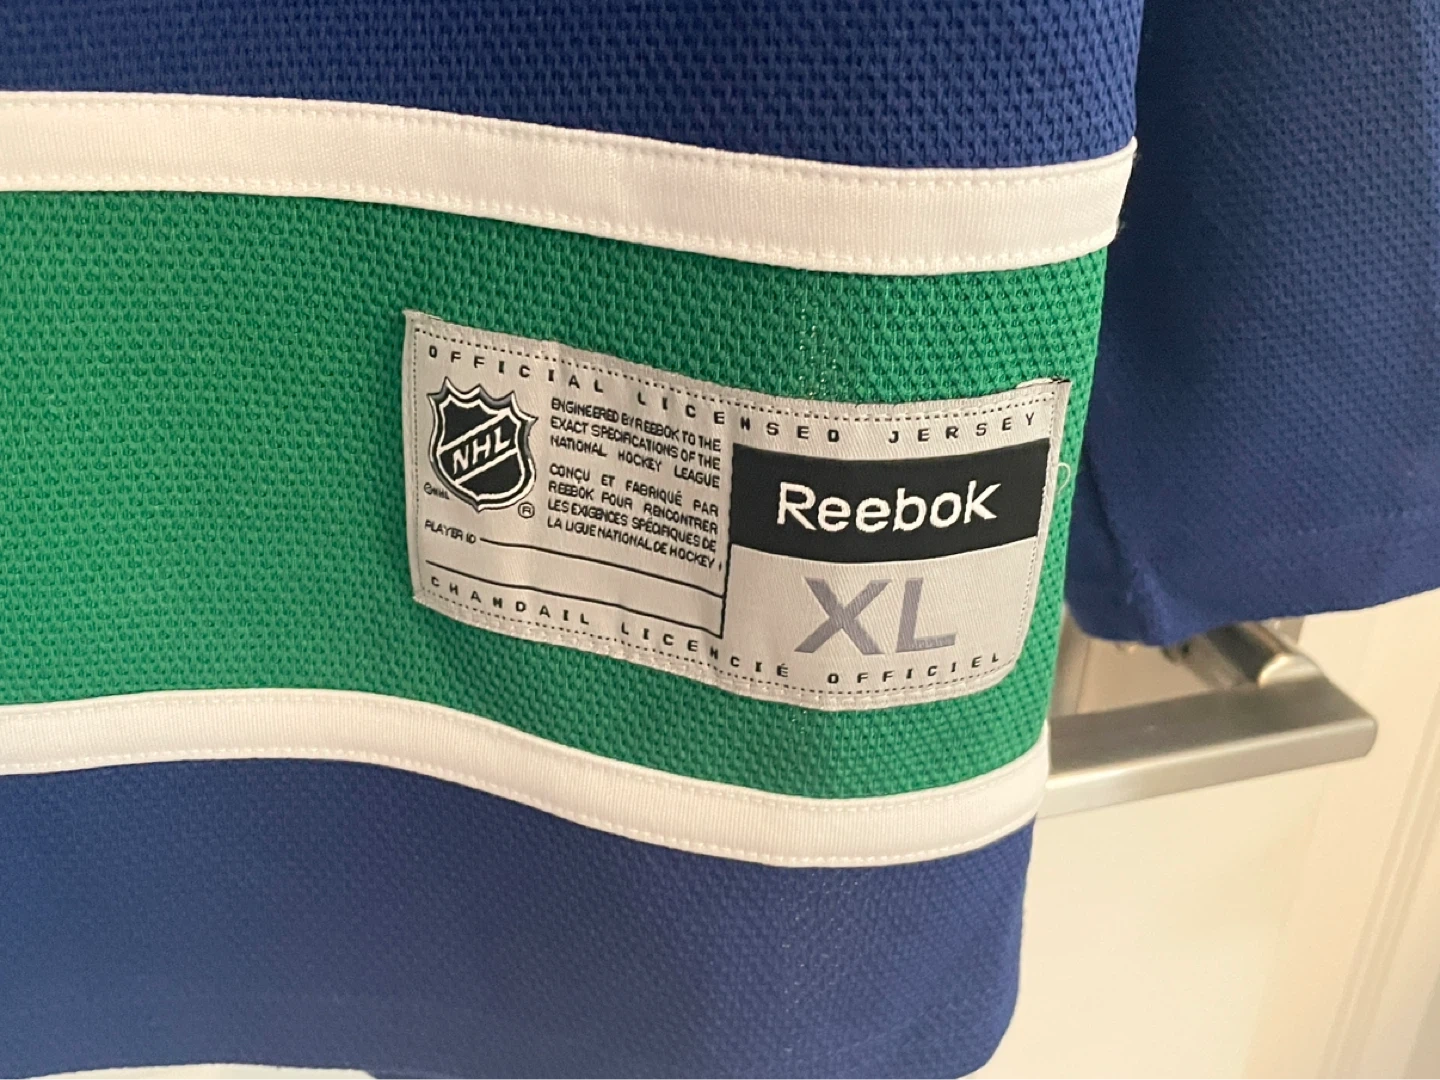 OFFICIAL LICENSED JERSEY
NHL
ENGINEERED BY REEBOK TO THE
EXACT SPECIFICATIONS OF THE
NATIONAL HOCKEY LEAGUE
CONÇU ET FABRIQUÉ PAR
REEBOK POUR RENCONTRER
LES EXIGENCES SPÉCIFIQUES DE
LA LIGUE NATIONAL DE HOCKEY
©NHL
®
PLAYER ID
Reebok
XL
CHANDAIL LICENCIÉ OFFICIEL